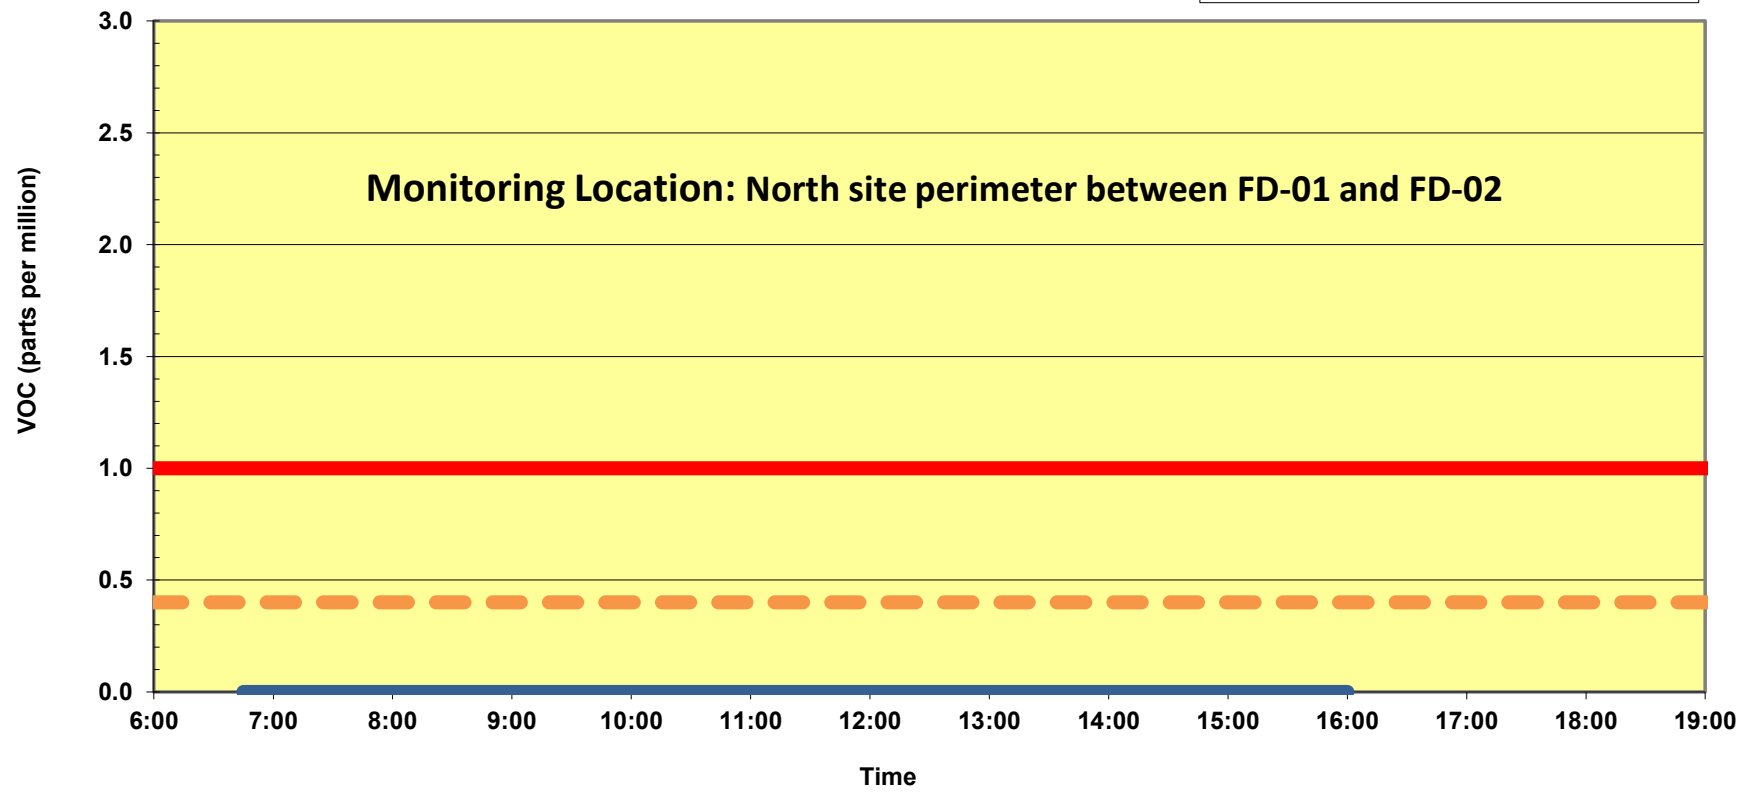 3.0
2.5
Monitoring Location: North site perimeter between FD-01 and FD-02
2.0
1.5
VOC (parts per million)
1.0
0.5
0.0
6:00 7:00 8:00 9:00 10:00 11:00 12:00 13:00 14:00 15:00 16:00 17:00 18:00 19:00
Time